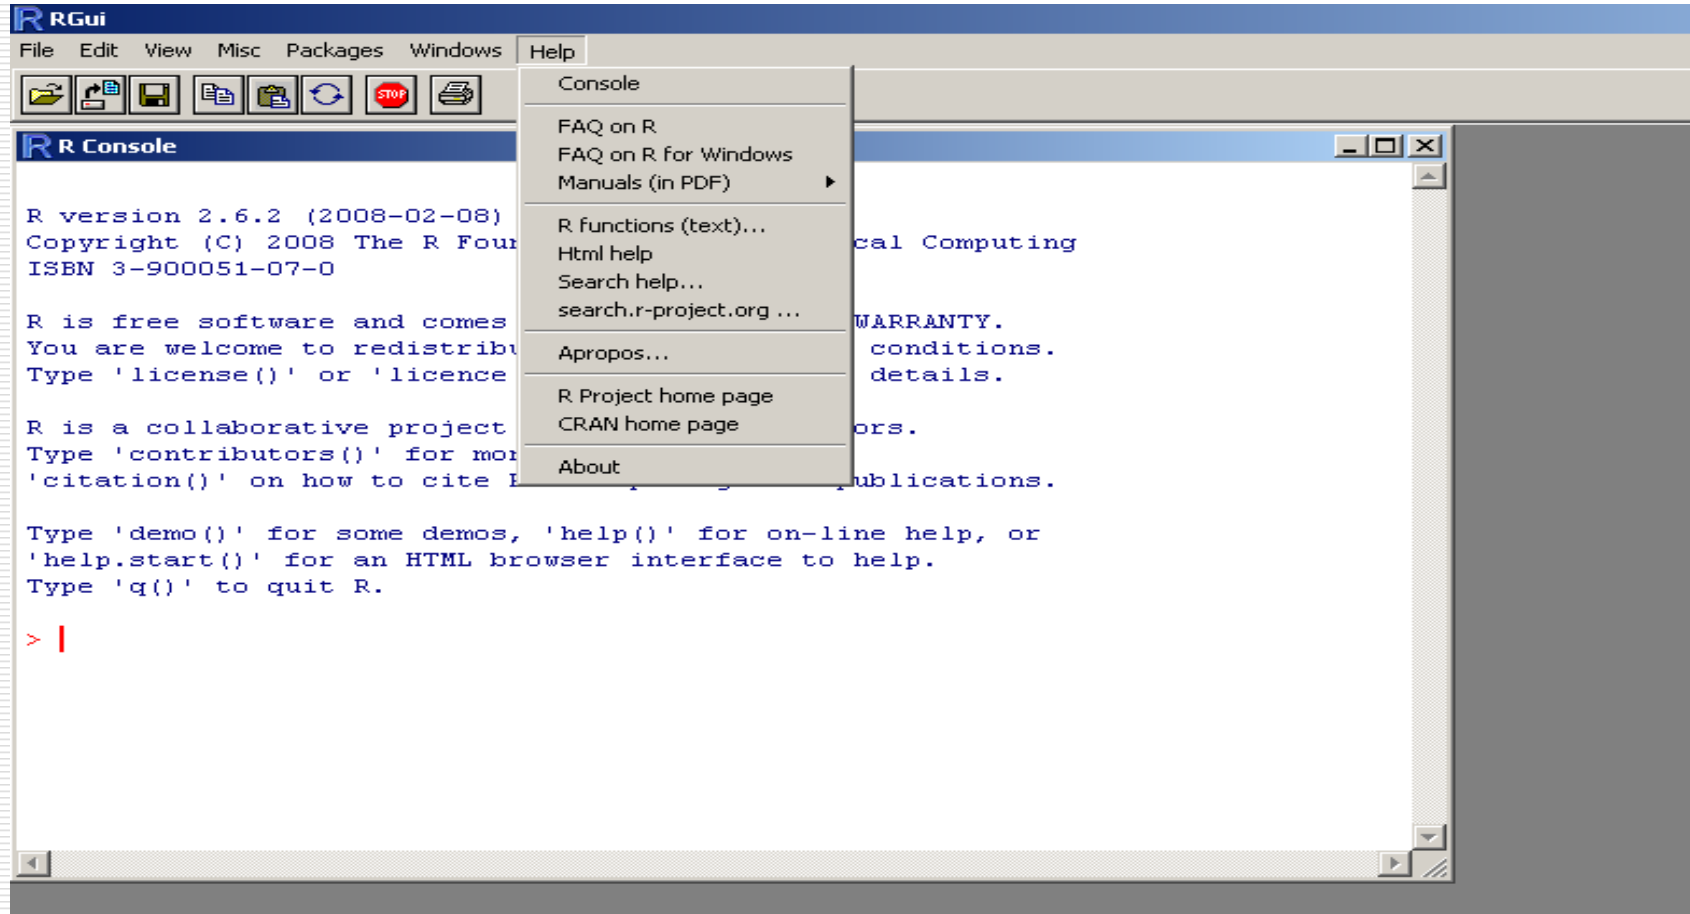 RGui
File Edit View Misc Packages Windows Help
STOP
Console
FAQ on R
FAQ on R for Windows
Manuals (in PDF)
R functions (text)...
Html help
Search help...
search.r-project.org ...
Apropos...
R Project home page
CRAN home page
About
R Console
R version 2.6.2 (2008-02-08)
Copyright (C) 2008 The R Foun cal Computing
ISBN 3-900051-07-0
R is free software and comes WARRANTY.
You are welcome to redistribu conditions.
Type 'license()' or 'licence details.
R is a collaborative project ors.
Type 'contributors()' for mor
'citation()' on how to cite publications.
Type 'demo()' for some demos, 'help()' for on-line help, or
'help.start()' for an HTML browser interface to help.
Type 'q()' to quit R.
>